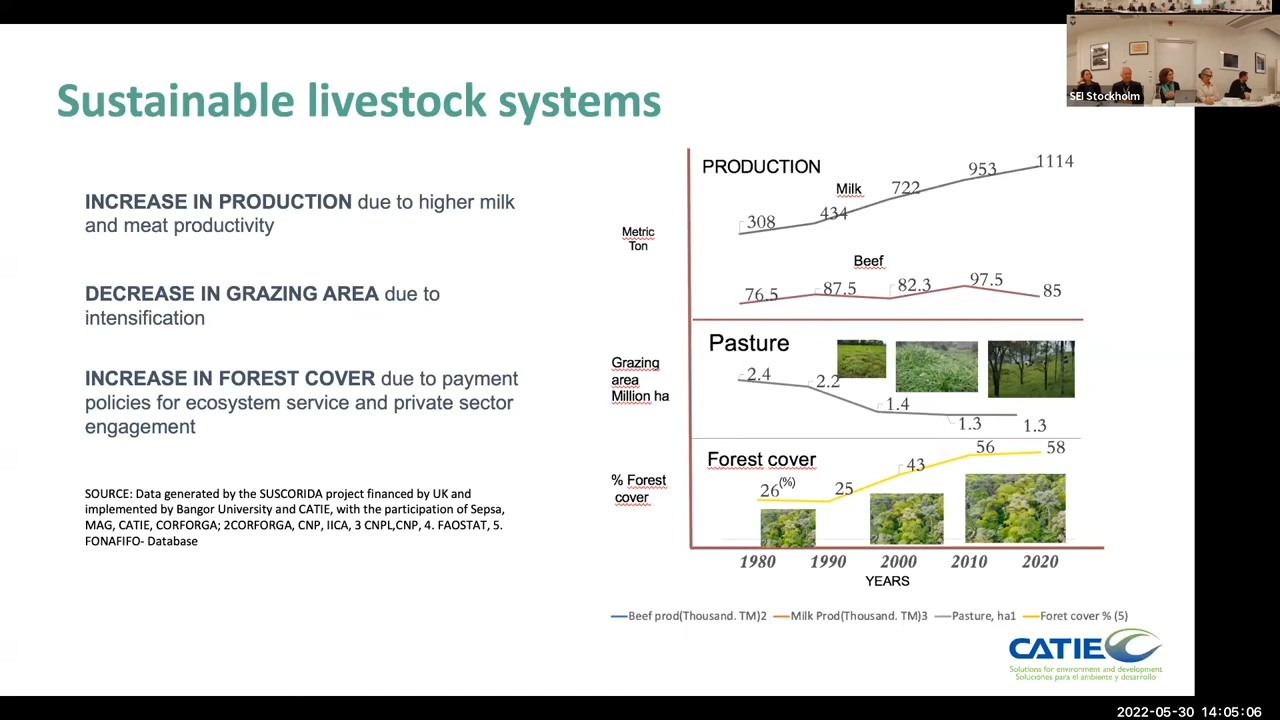 SEI Stockholm
Sustainable livestock systems
INCREASE IN PRODUCTION due to higher milk
and meat productivity
DECREASE IN GRAZING AREA due to
intensification
INCREASE IN FOREST COVER due to payment
policies for ecosystem service and private sector
engagement
SOURCE: Data generated by the SUSCORIDA project financed by UK and
implemented by Bangor University and CATIE, with the participation of Sepsa,
MAG, CATIE, CORFORGA; 2CORFORGA, CNP, IICA, 3 CNPL,CNP, 4. FAOSTAT, 5.
FONAFIFO- Database
PRODUCTION
Metric
Ton
Milk
308 434 722 953 1114
Beef
76.5 87.5 82.3 97.5 85
Pasture
Grazing
area
Million ha
2.4 2.2 1.4 1.3 1.3
Forest cover
% Forest
cover
26(%) 25 43 56 58
1980 1990 2000 2010 2020
YEARS
Beef prod(Thousand. TM)2 Milk Prod(Thousand. TM)3 Pasture, ha1 Foret cover % (5)
CATIE
Solutions for environment and development
Soluciones para el ambiente y desarrollo
2022-05-30 14:05:06